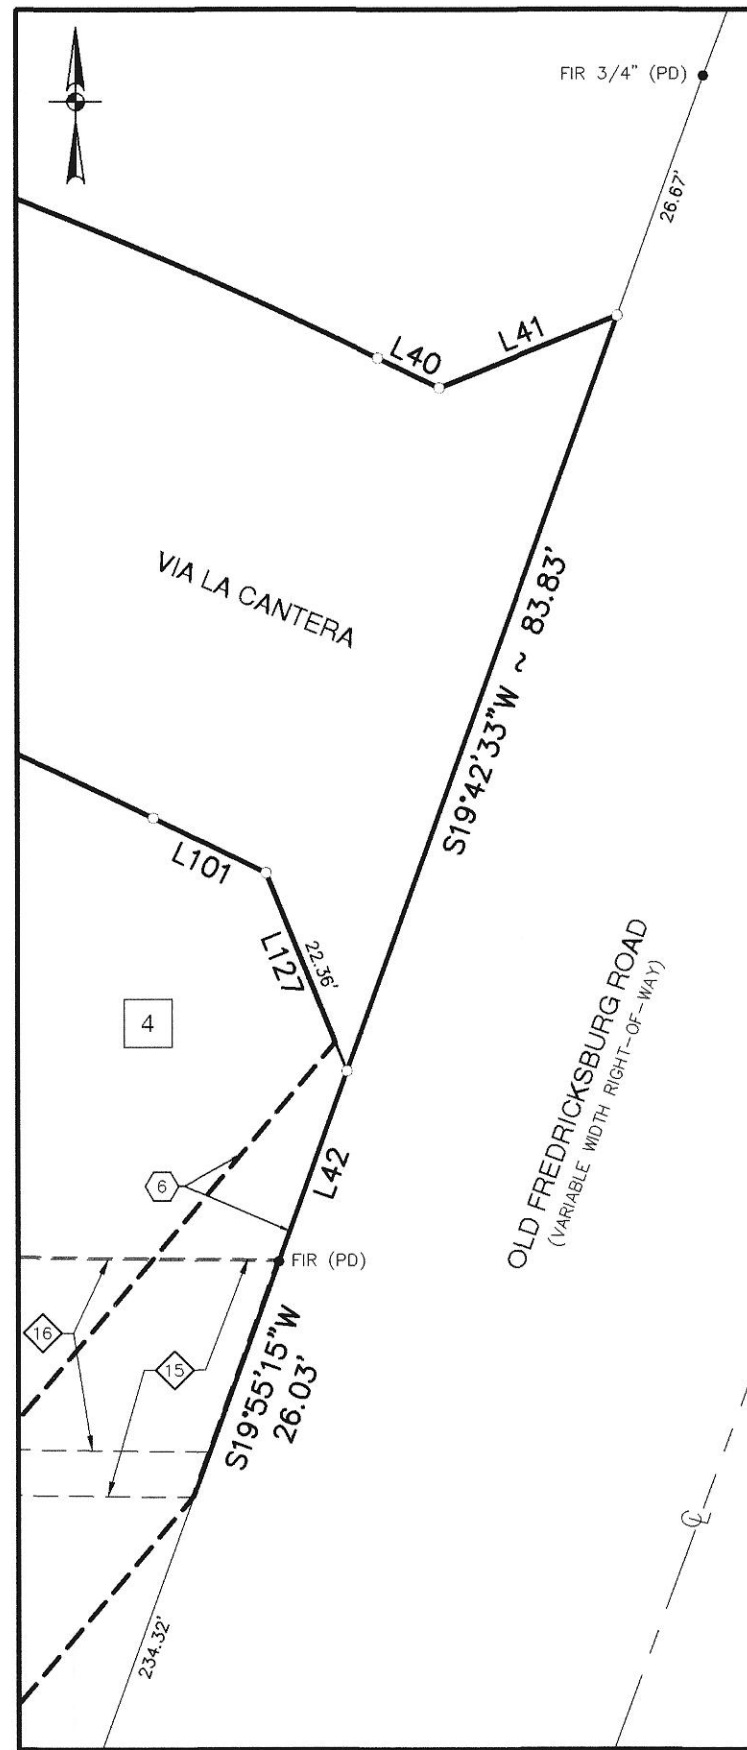 FIR 3/4" (PD)
26.67'
L41
L40
VIA LA CANTERA
S19°42'33"W ~ 83.83'
L101
L127
22.36'
4
OLD FREDRICKSBURG ROAD
(VARIABLE WIDTH RIGHT-OF-WAY)
L42
6
FIR (PD)
16
15
S19°55'15"W
26.03'
℄
234.32'